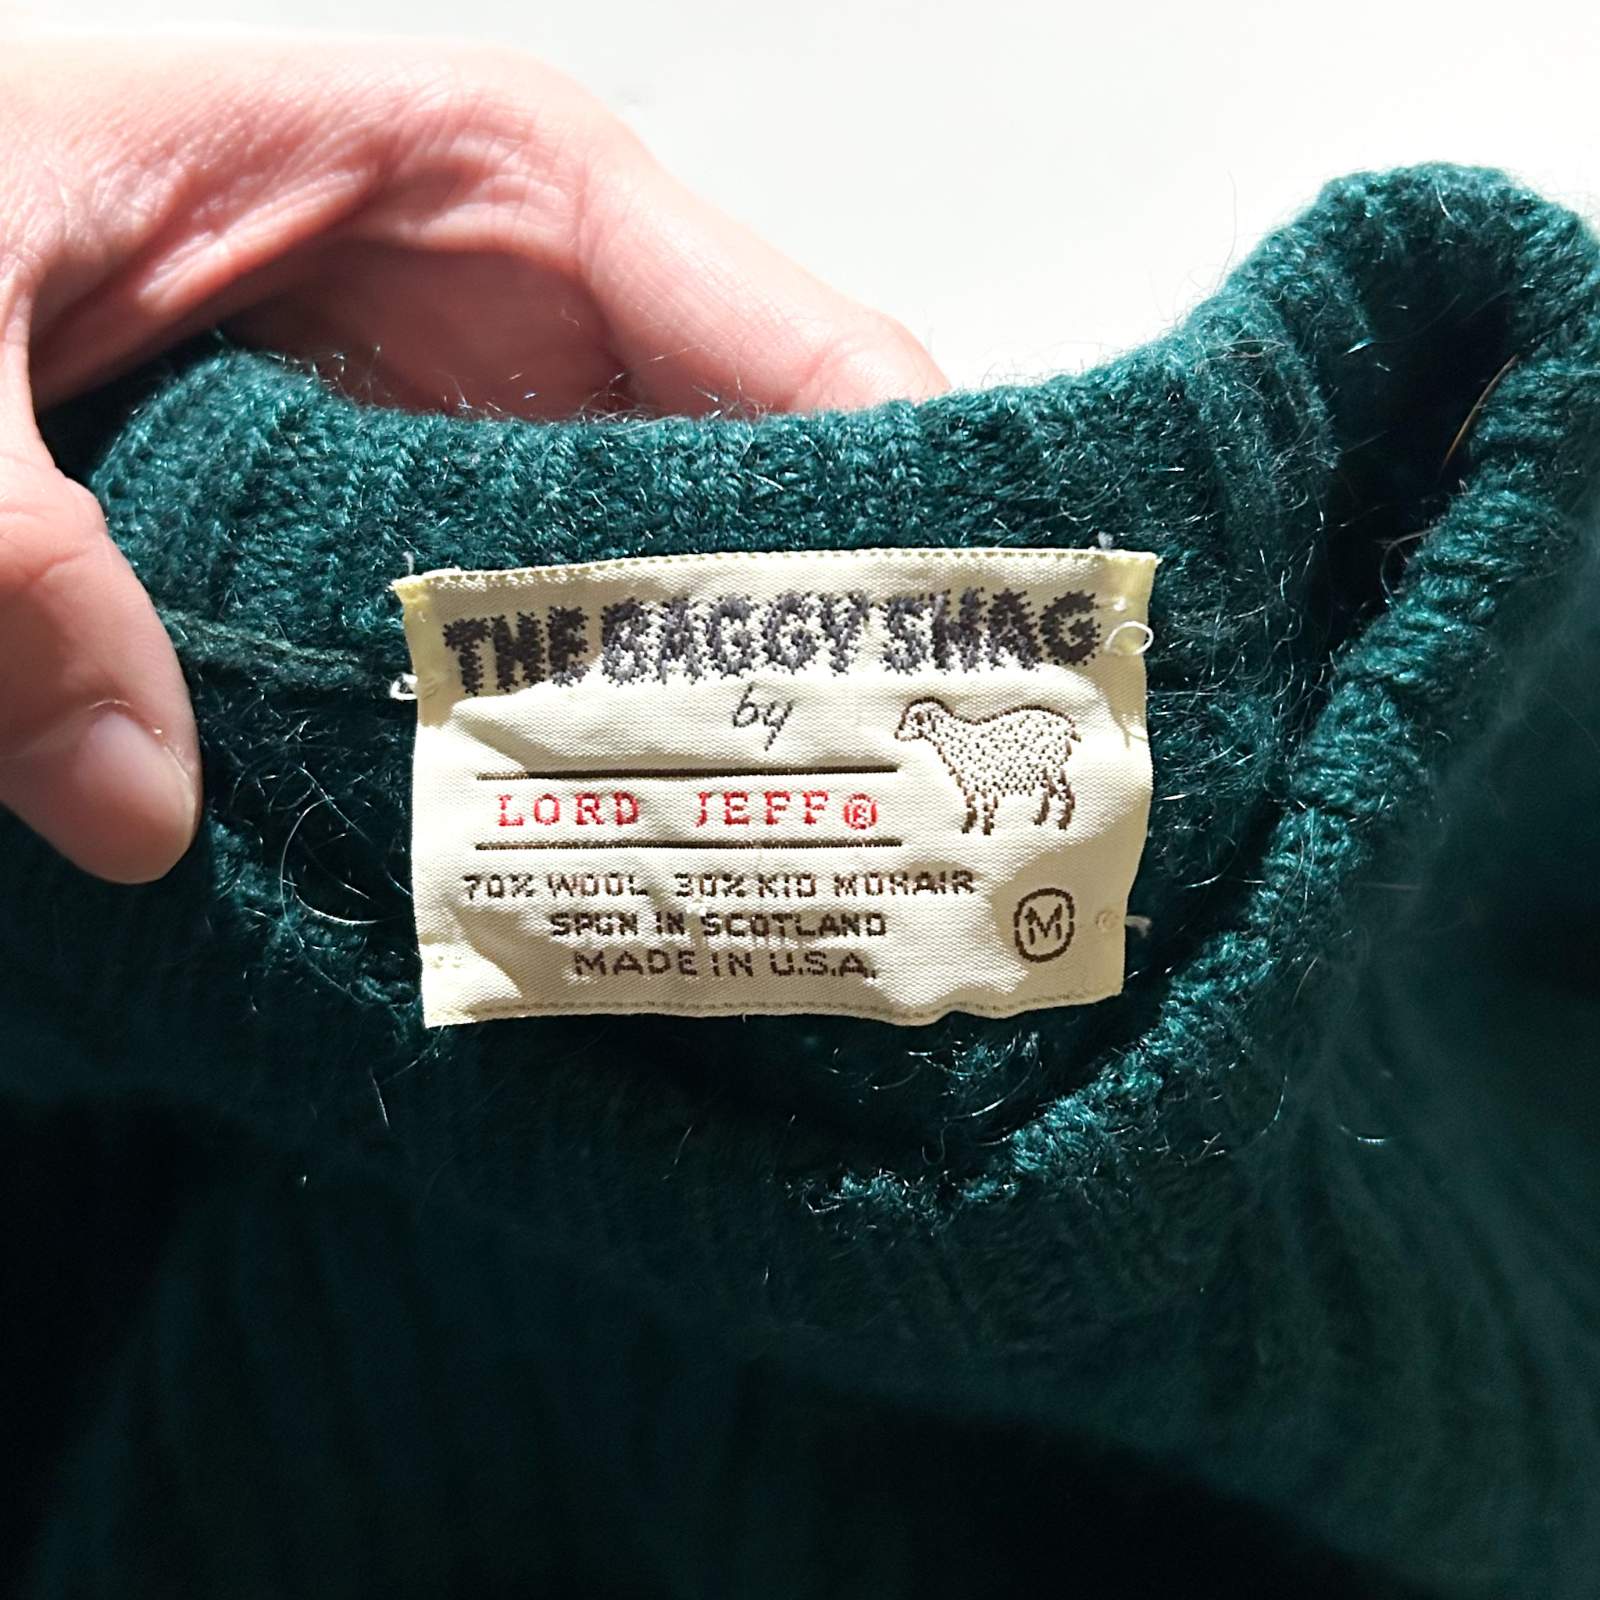 THE BAGGY SHAG
by
LORD JEFF®
70% WOOL 30% KID MOHAIR
SPUN IN SCOTLAND
MADE IN U.S.A.
M